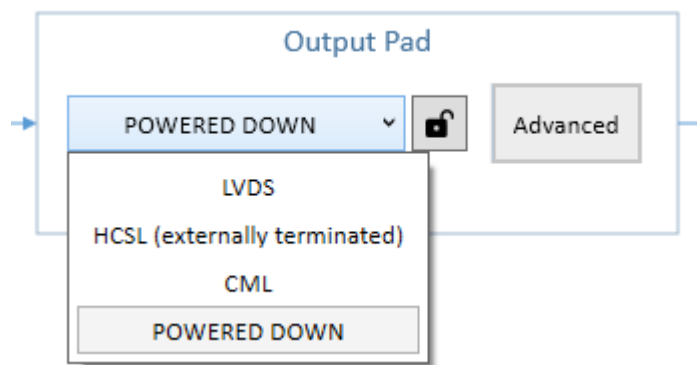 Output Pad
POWERED DOWN
Advanced
LVDS
HCSL (externally terminated)
CML
POWERED DOWN